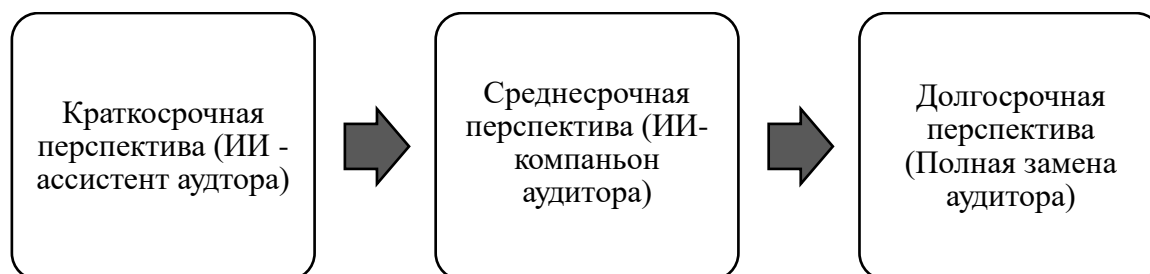 Краткосрочная
перспектива (ИИ -
ассистент аудтора)
Среднесрочная
перспектива (ИИ-
компаньон
аудитора)
Долгосрочная
перспектива
(Полная замена
аудитора)